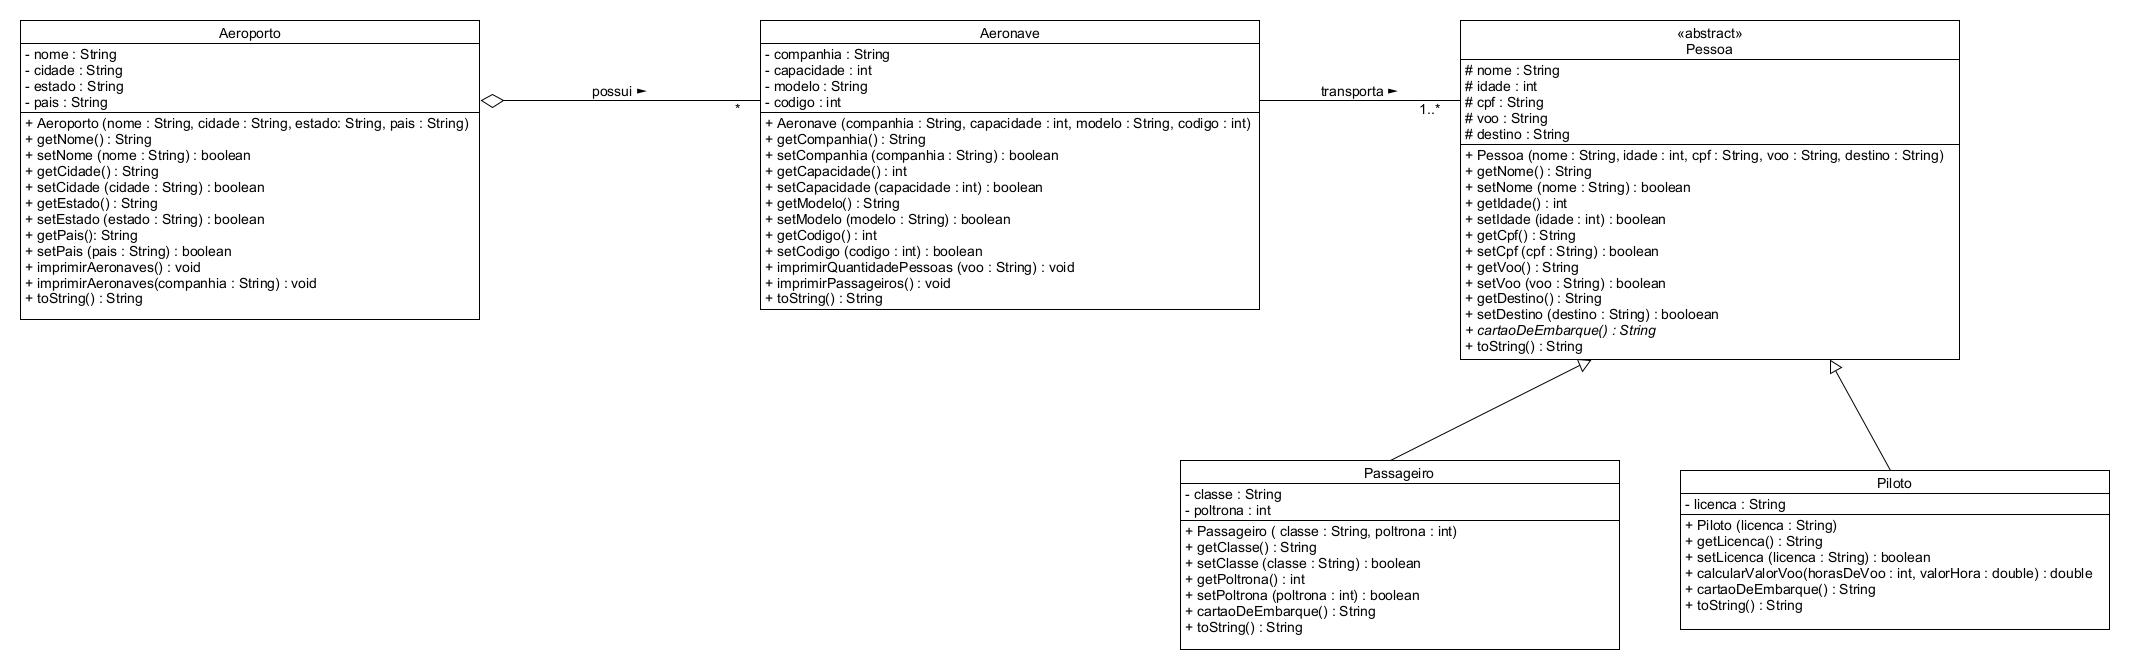 Aeroporto
- nome : String
- cidade : String
- estado : String
- pais : String
+ Aeroporto (nome : String, cidade : String, estado: String, pais : String)
+ getNome() : String
+ setNome (nome : String) : boolean
+ getCidade() : String
+ setCidade (cidade : String) : boolean
+ getEstado() : String
+ setEstado (estado : String) : boolean
+ getPais(): String
+ setPais (pais : String) : boolean
+ imprimirAeronaves() : void
+ imprimirAeronaves(companhia : String) : void
+ toString() : String
possui ►
*
Aeronave
- companhia : String
- capacidade : int
- modelo : String
- codigo : int
+ Aeronave (companhia : String, capacidade : int, modelo : String, codigo : int)
+ getCompanhia() : String
+ setCompanhia (companhia : String) : boolean
+ getCapacidade() : int
+ setCapacidade (capacidade : int) : boolean
+ getModelo() : String
+ setModelo (modelo : String) : boolean
+ getCodigo() : int
+ setCodigo (codigo : int) : boolean
+ imprimirQuantidadePessoas (voo : String) : void
+ imprimirPassageiros() : void
+ toString() : String
transporta ►
1..*
«abstract»
Pessoa
# nome : String
# idade : int
# cpf : String
# voo : String
# destino : String
+ Pessoa (nome : String, idade : int, cpf : String, voo : String, destino : String)
+ getNome() : String
+ setNome (nome : String) : boolean
+ getIdade() : int
+ setIdade (idade : int) : boolean
+ getCpf() : String
+ setCpf (cpf : String) : boolean
+ getVoo() : String
+ setVoo (voo : String) : boolean
+ getDestino() : String
+ setDestino (destino : String) : booloean
+ cartaoDeEmbarque() : String
+ toString() : String
Passageiro
- classe : String
- poltrona : int
+ Passageiro ( classe : String, poltrona : int)
+ getClasse() : String
+ setClasse (classe : String) : boolean
+ getPoltrona() : int
+ setPoltrona (poltrona : int) : boolean
+ cartaoDeEmbarque() : String
+ toString() : String
Piloto
- licenca : String
+ Piloto (licenca : String)
+ getLicenca() : String
+ setLicenca (licenca : String) : boolean
+ calcularValorVoo(horasDeVoo : int, valorHora : double) : double
+ cartaoDeEmbarque() : String
+ toString() : String